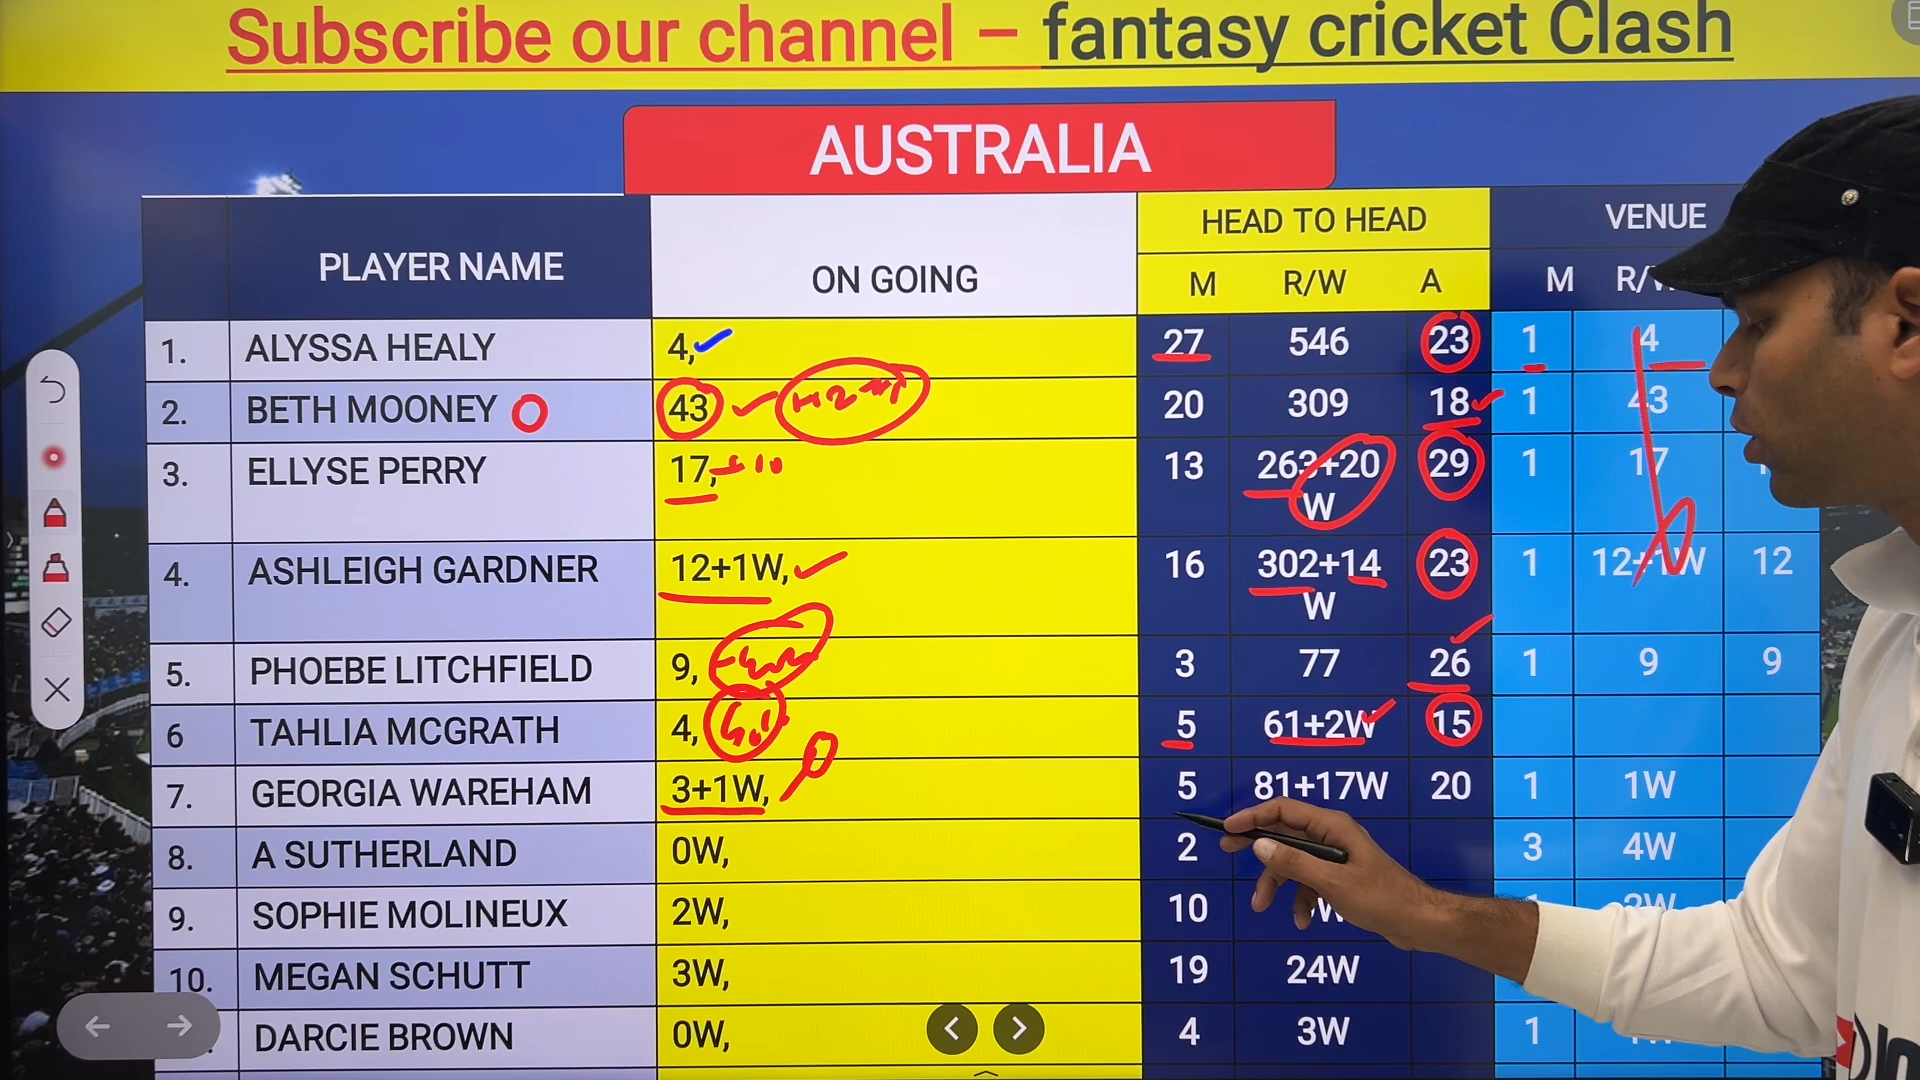 Subscribe our channel – fantasy cricket Clash
AUSTRALIA
PLAYER NAME ON GOING HEAD TO HEAD VENUE
M R/W A M
1. ALYSSA HEALY 4, 27 546 23 1 4
2. BETH MOONEY 43 20 309 18 1 43
3. ELLYSE PERRY 17, +10 13 263+20 W 29 1 17
4. ASHLEIGH GARDNER 12+1W, 16 302+14 W 23 1 12+1W 12
5. PHOEBE LITCHFIELD 9, 3 77 26 1 9 9
6 TAHLIA MCGRATH 4, 5 61+2W 15
7. GEORGIA WAREHAM 3+1W, 5 81+17W 20 1 1W
8. A SUTHERLAND 0W, 2 3 4W
9. SOPHIE MOLINEUX 2W, 10
10. MEGAN SCHUTT 3W, 19 24W
DARCIE BROWN 0W, 4 3W 1